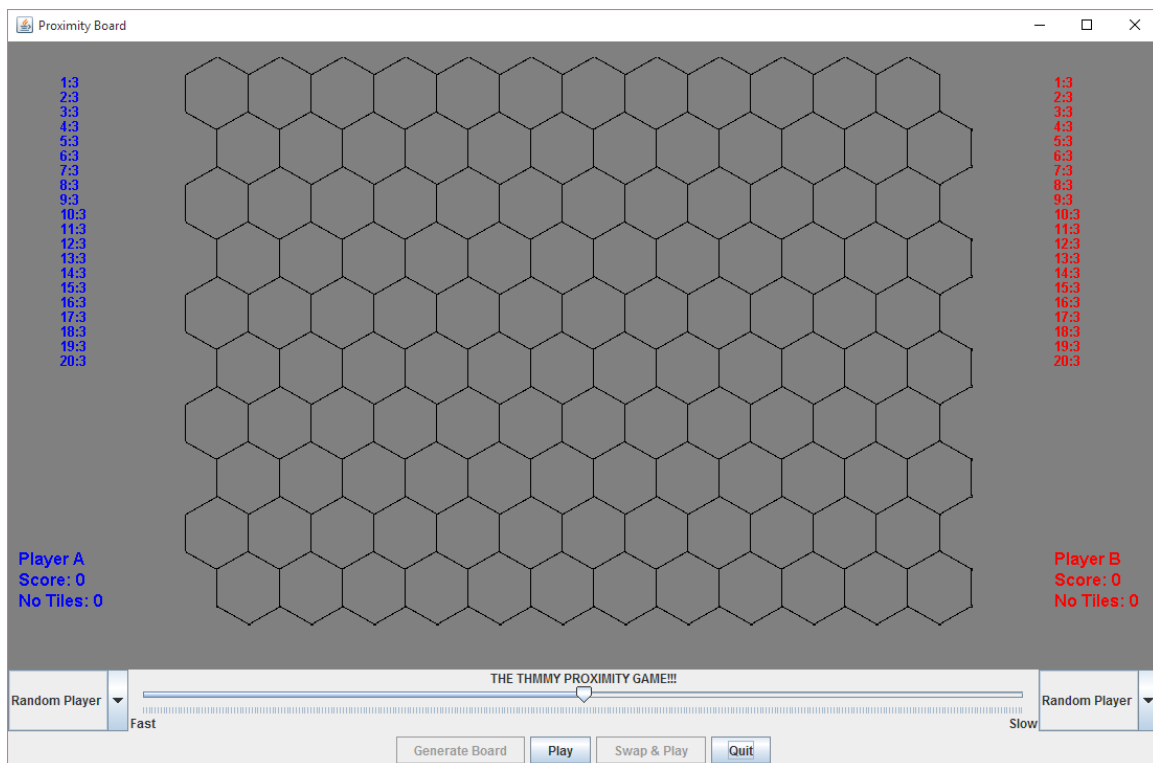 Proximity Board
1:3
2:3
3:3
4:3
5:3
6:3
7:3
8:3
9:3
10:3
11:3
12:3
13:3
14:3
15:3
16:3
17:3
18:3
19:3
20:3
Player A
Score: 0
No Tiles: 0
1:3
2:3
3:3
4:3
5:3
6:3
7:3
8:3
9:3
10:3
11:3
12:3
13:3
14:3
15:3
16:3
17:3
18:3
19:3
20:3
Player B
Score: 0
No Tiles: 0
THE THMMY PROXIMITY GAME!!!
Random Player
Fast
Slow
Random Player
Generate Board
Play
Swap & Play
Quit